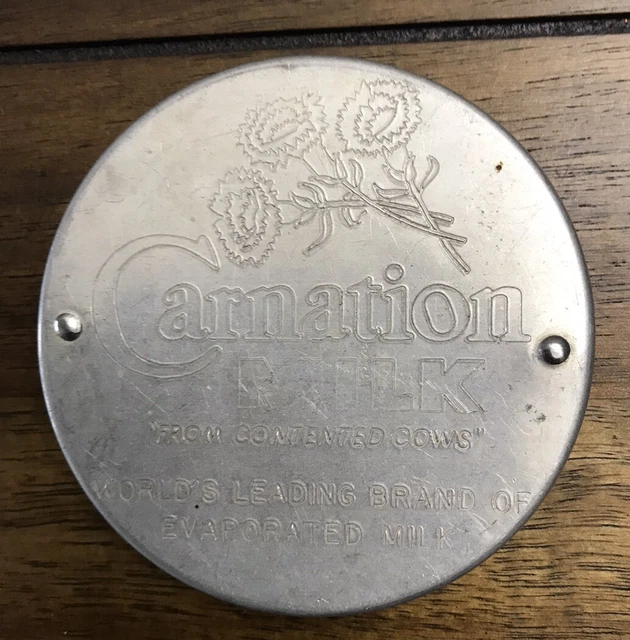 Carnation
MILK
"FROM CONTENTED COWS"
WORLD'S LEADING BRAND OF
EVAPORATED MILK